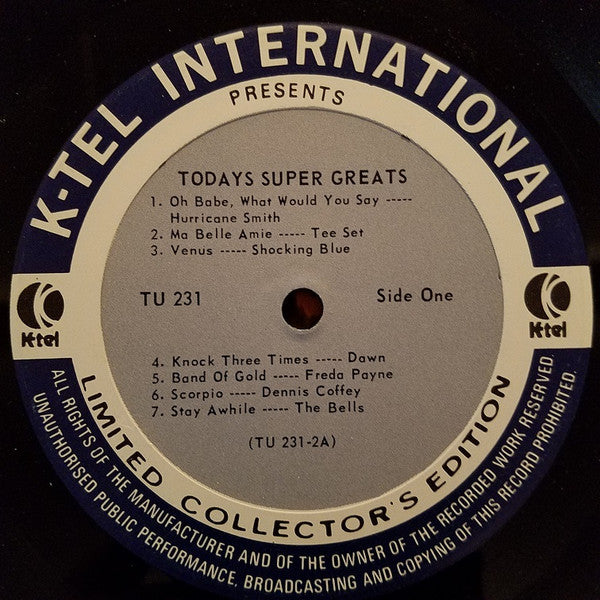 K-TEL INTERNATIONAL
PRESENTS
TODAYS SUPER GREATS
1. Oh Babe, What Would You Say -----
Hurricane Smith
2. Ma Belle Amie ----- Tee Set
3. Venus ----- Shocking Blue
TU 231 Side One
K-tel K-tel
4. Knock Three Times ----- Dawn
5. Band Of Gold ----- Freda Payne
6. Scorpio ----- Dennis Coffey
7. Stay Awhile ----- The Bells
(TU 231-2A)
LIMITED COLLECTOR'S EDITION
ALL RIGHTS OF THE MANUFACTURER AND OF THE OWNER OF THE RECORDED WORK RESERVED.
UNAUTHORISED PUBLIC PERFORMANCE, BROADCASTING AND COPYING OF THIS RECORD PROHIBITED.